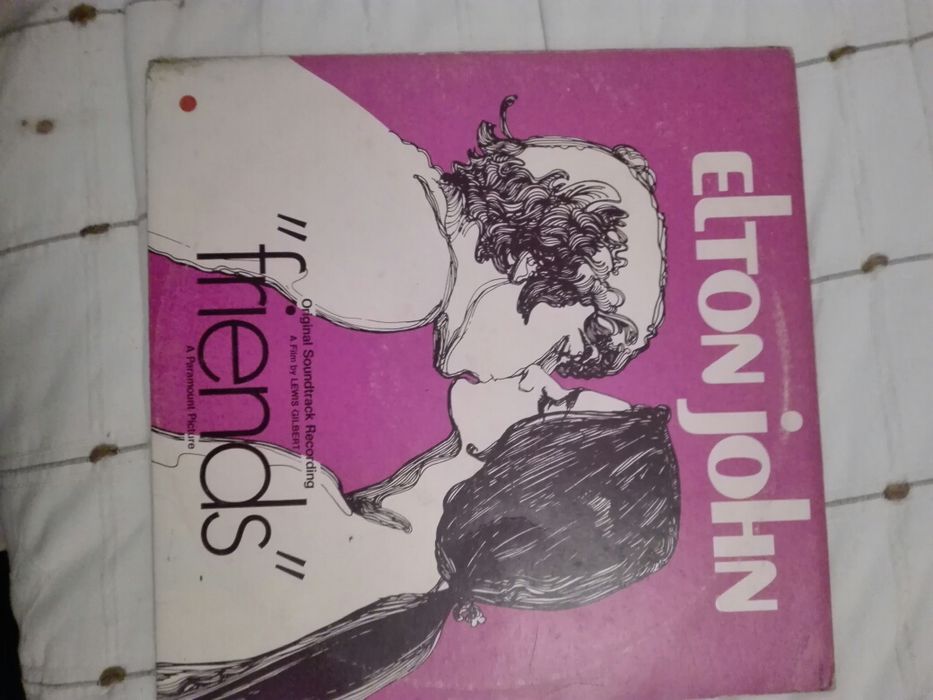 ELTON JOHN
Original Soundtrack Recording
A Film by LEWIS GILBERT
"friends"
A Paramount Picture